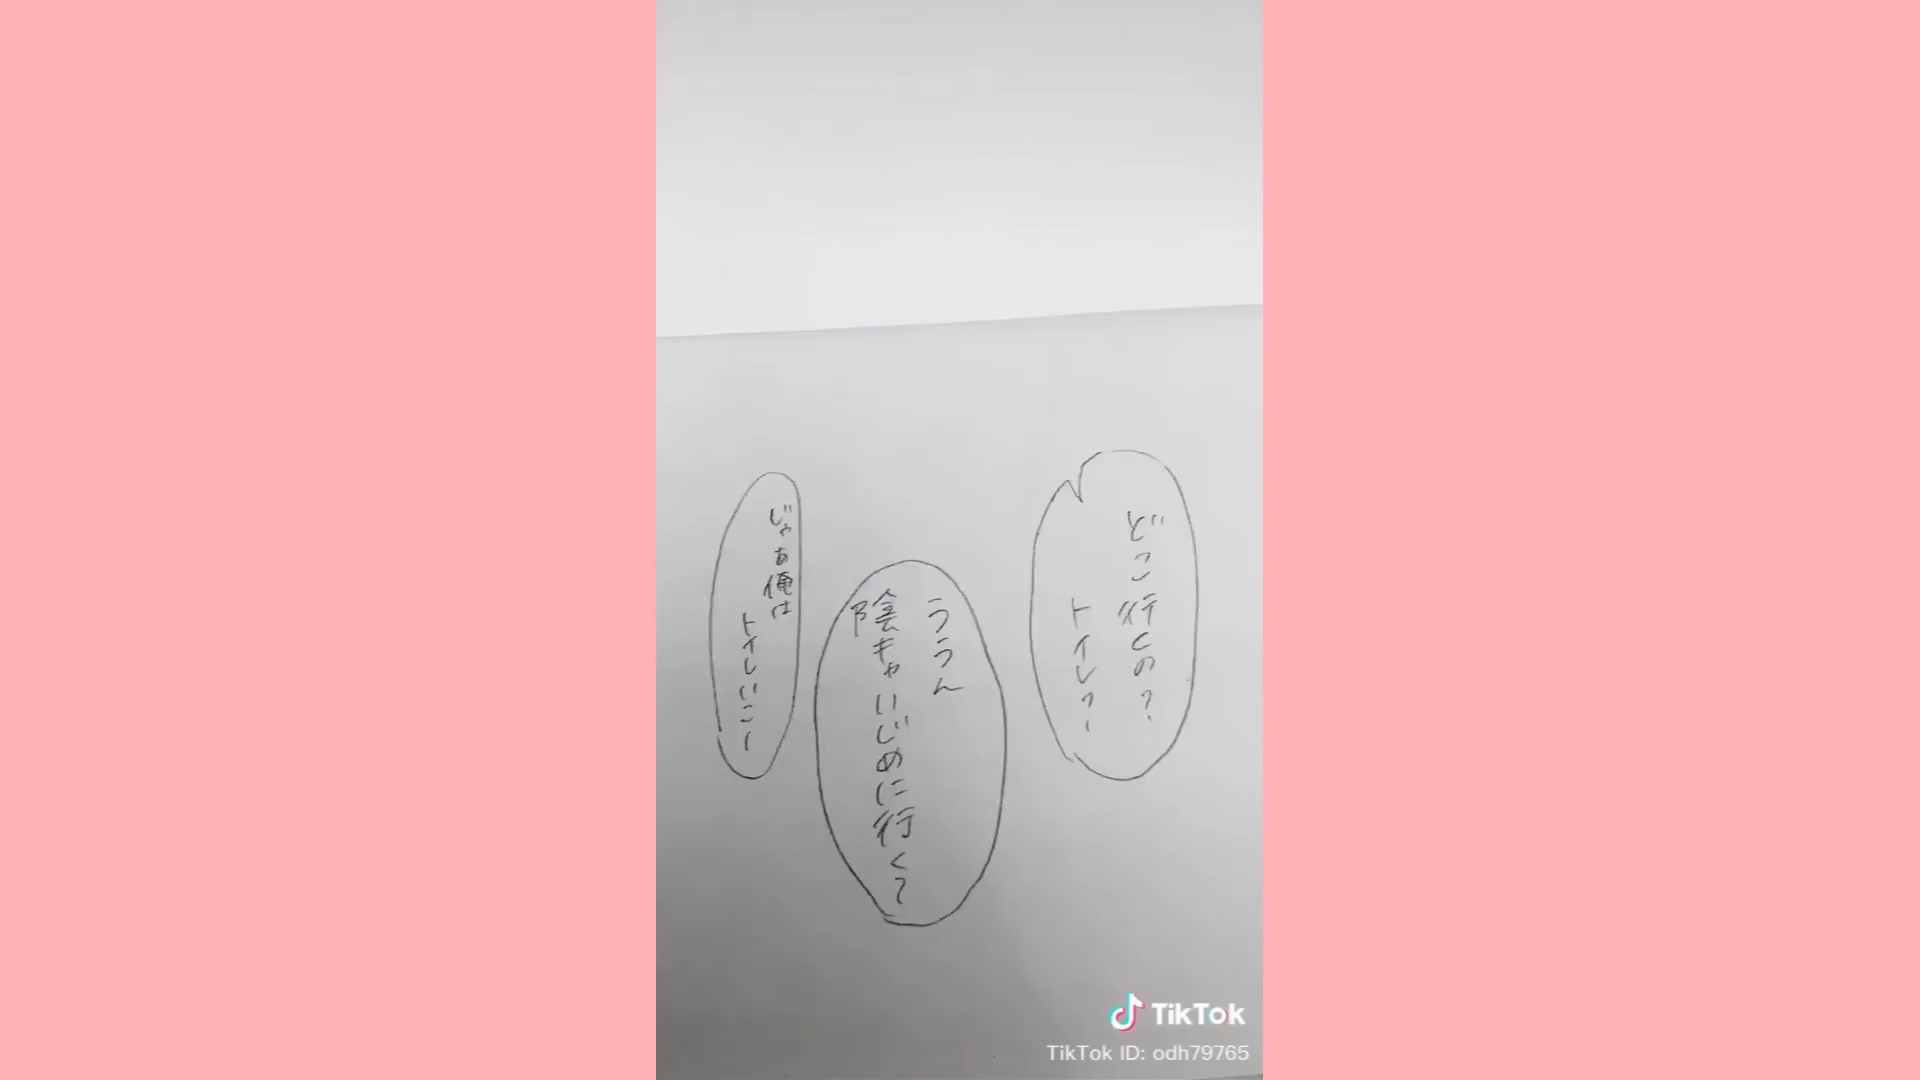 どこ行くの?
トイレ?
ううん
陰キャいじめに行く~
じゃあ俺は
トイレいこー
TikTok
TikTok ID: odh79765